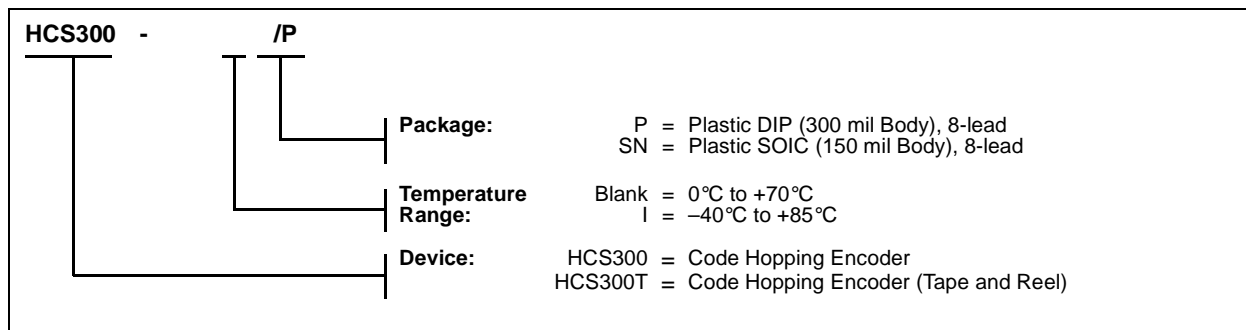 HCS300 - /P
Package: P = Plastic DIP (300 mil Body), 8-lead
SN = Plastic SOIC (150 mil Body), 8-lead
Temperature Blank = 0°C to +70°C
Range: I = –40°C to +85°C
Device: HCS300 = Code Hopping Encoder
HCS300T = Code Hopping Encoder (Tape and Reel)